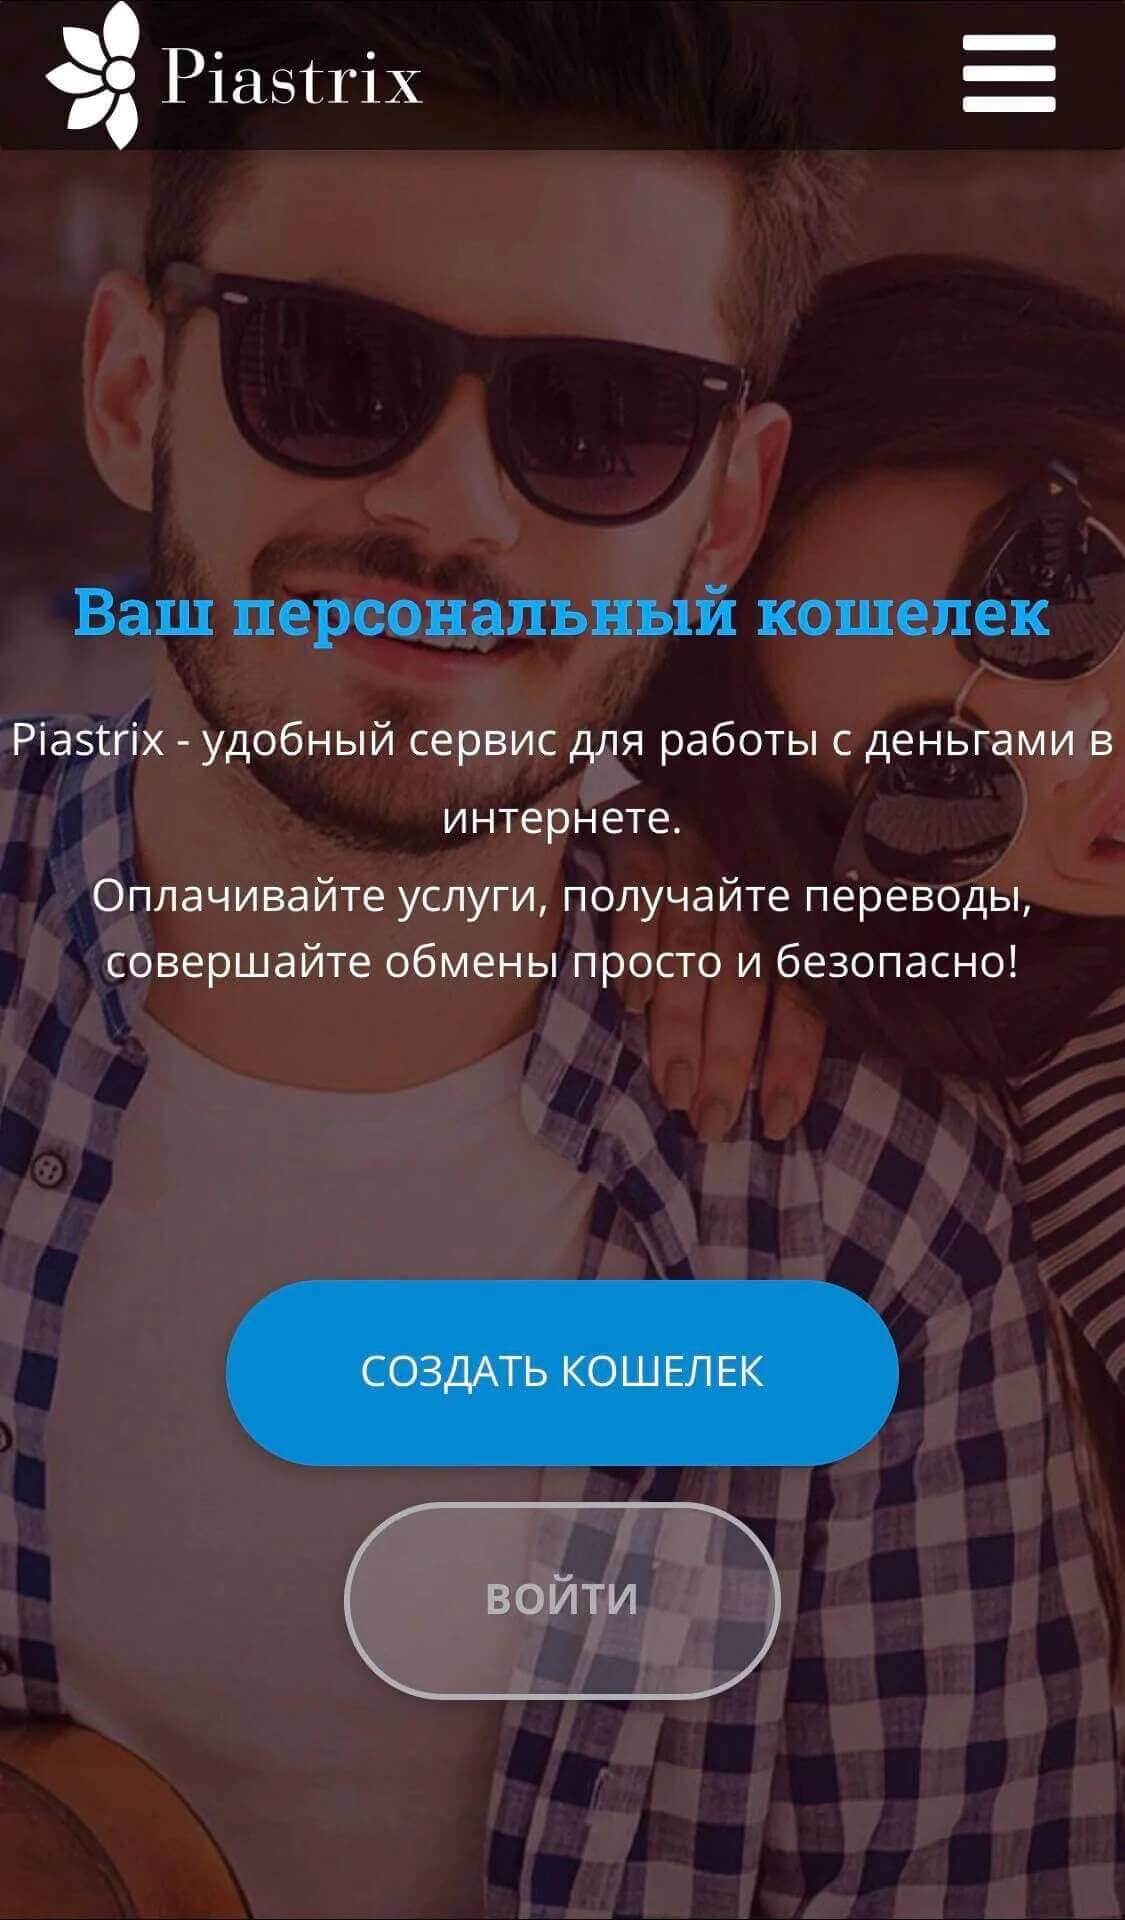 Piastrix
Ваш персональный кошелек
Piastrix - удобный сервис для работы с деньгами в
интернете.
Оплачивайте услуги, получайте переводы,
совершайте обмены просто и безопасно!
СОЗДАТЬ КОШЕЛЕК
ВОЙТИ